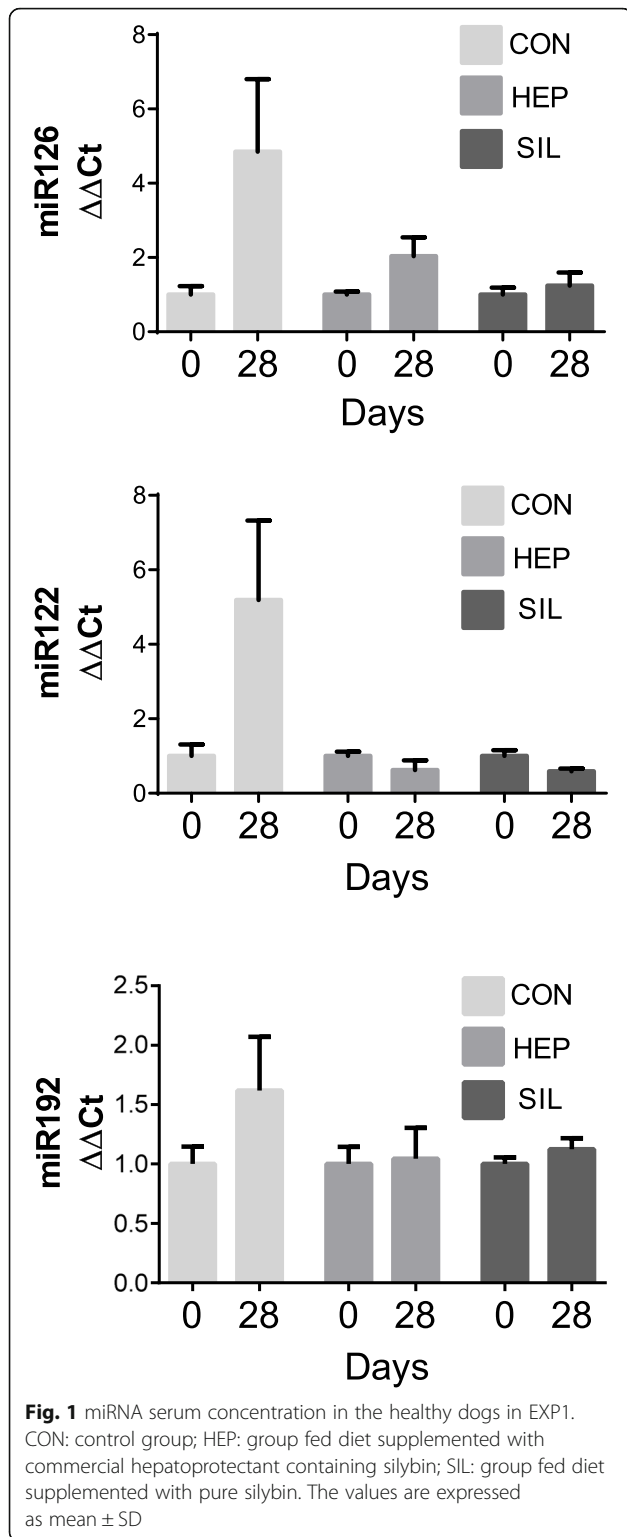 8
6
4
2
0
miR126
ΔΔCt
CON
HEP
SIL
0 28 0 28 0 28
Days
8
6
4
2
0
miR122
ΔΔCt
CON
HEP
SIL
0 28 0 28 0 28
Days
2.5
2.0
1.5
1.0
0.5
0.0
miR192
ΔΔCt
CON
HEP
SIL
0 28 0 28 0 28
Days
Fig. 1 miRNA serum concentration in the healthy dogs in EXP1.
CON: control group; HEP: group fed diet supplemented with
commercial hepatoprotectant containing silybin; SIL: group fed diet
supplemented with pure silybin. The values are expressed
as mean ± SD